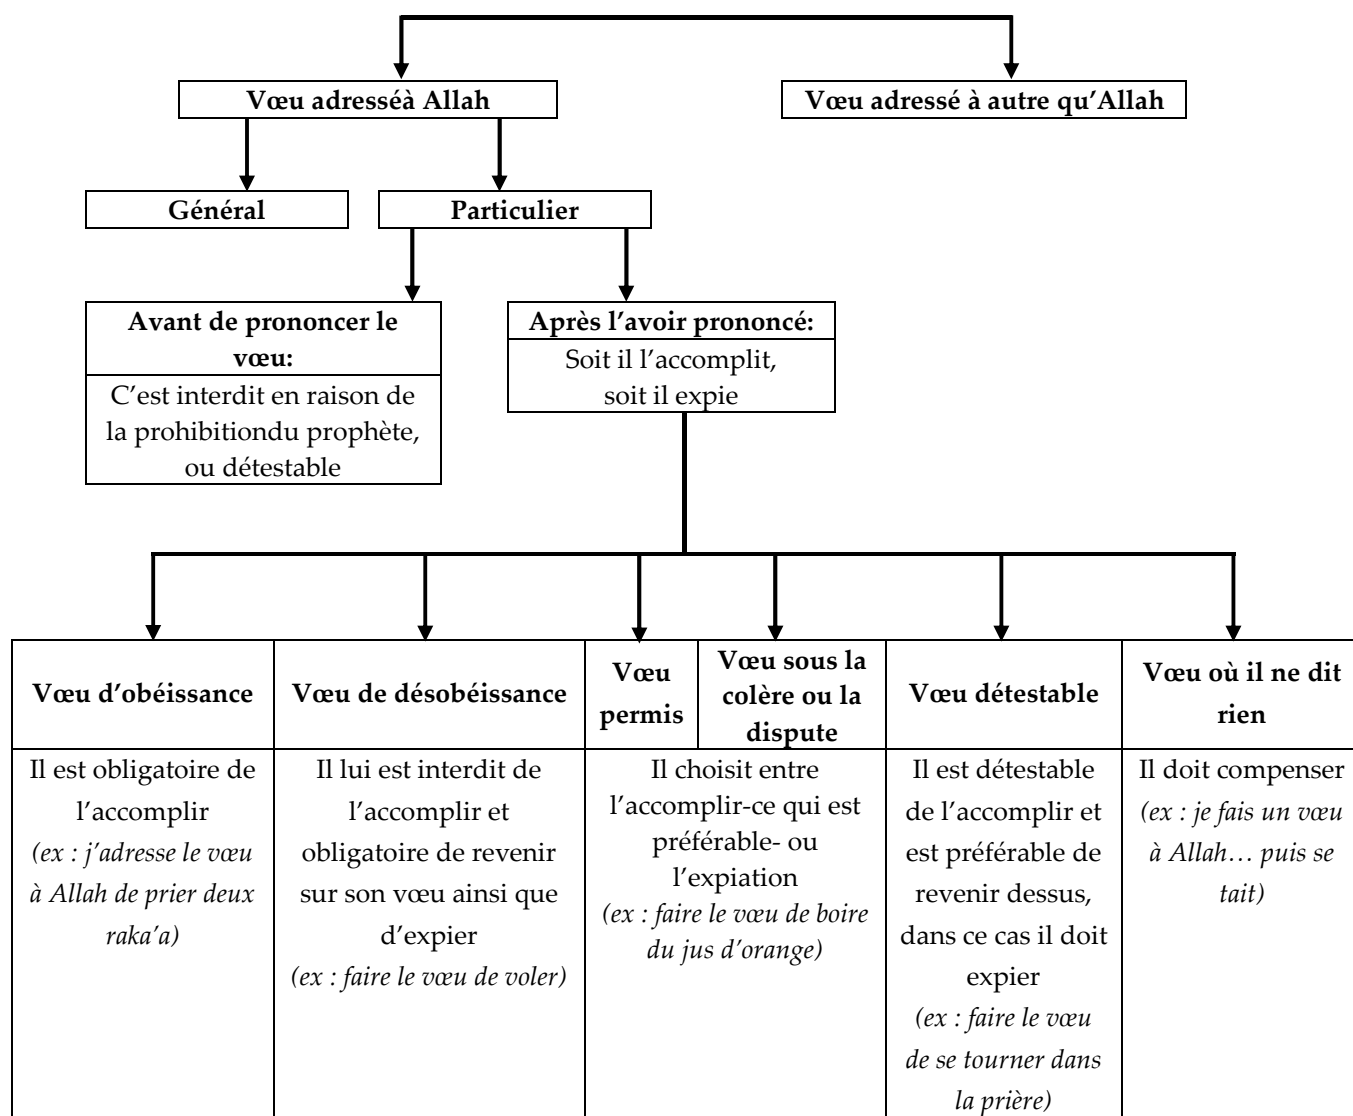 Vœu adresséà Allah
Vœu adressé à autre qu’Allah
Général
Particulier
Avant de prononcer le
vœu:
C’est interdit en raison de
la prohibitiondu prophète,
ou détestable
Après l’avoir prononcé:
Soit il l’accomplit,
soit il expie
Vœu d’obéissance
Il est obligatoire de
l’accomplir
(ex : j’adresse le vœu
à Allah de prier deux
raka’a)
Vœu de désobéissance
Il lui est interdit de
l’accomplir et
obligatoire de revenir
sur son vœu ainsi que
d’expier
(ex : faire le vœu de voler)
Vœu
permis
Vœu sous la
colère ou la
dispute
Il choisit entre
l’accomplir-ce qui est
préférable- ou
l’expiation
(ex : faire le vœu de boire
du jus d’orange)
Vœu détestable
Il est détestable
de l’accomplir et
est préférable de
revenir dessus,
dans ce cas il doit
expier
(ex : faire le vœu
de se tourner dans
la prière)
Vœu où il ne dit
rien
Il doit compenser
(ex : je fais un vœu
à Allah… puis se
tait)